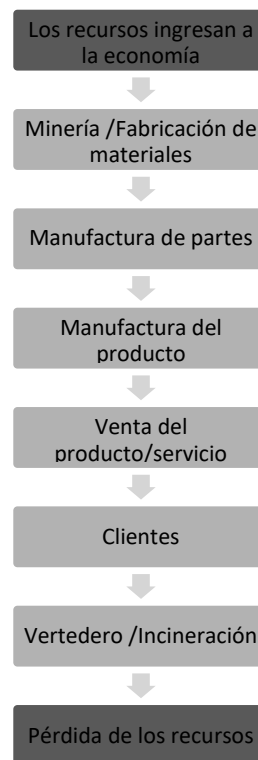 Los recursos ingresan a
la economía
Minería /Fabricación de
materiales
Manufactura de partes
Manufactura del
producto
Venta del
producto/servicio
Clientes
Vertedero /Incineración
Pérdida de los recursos